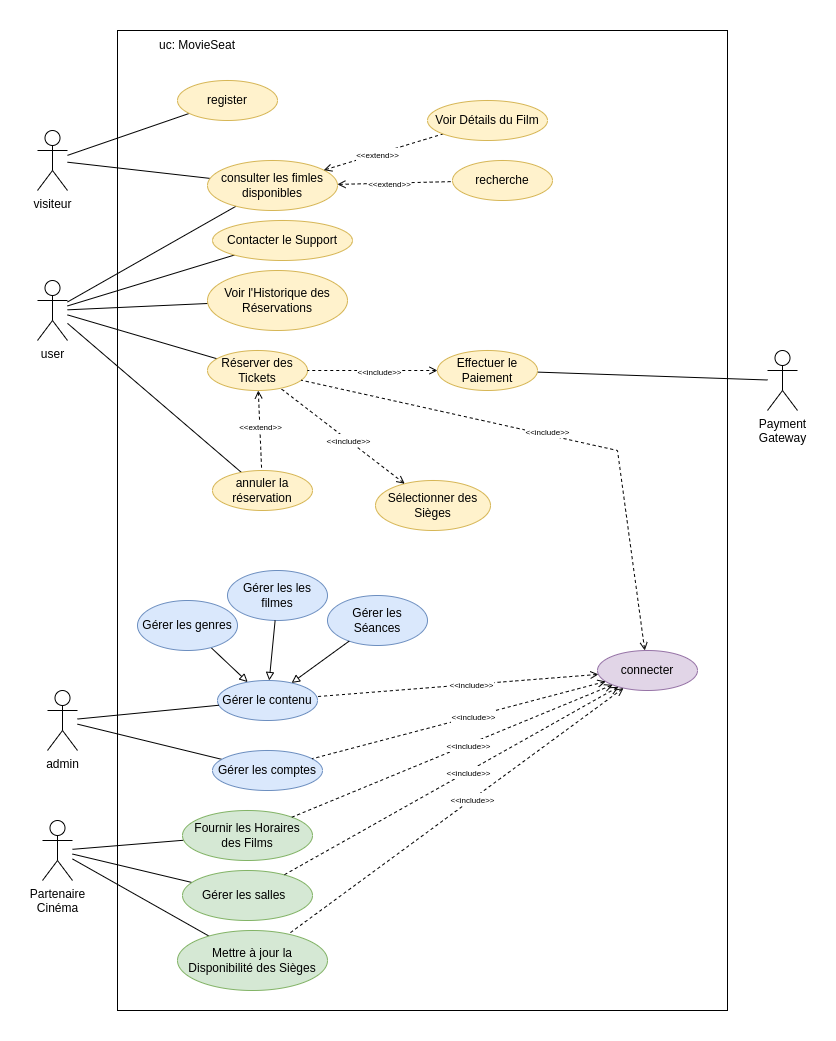 uc: MovieSeat
register
Voir Détails du Film
<<extend>>
visiteur
consulter les fimles
disponibles
<<extend>>
recherche
Contacter le Support
Voir l'Historique des
Réservations
user
Réserver des
Tickets
<<include>>
Effectuer le
Paiement
Payment
Gateway
<<extend>>
<<include>>
<<include>>
annuler la
réservation
Sélectionner des
Sièges
Gérer les genres
Gérer les les
filmes
Gérer les
Séances
connecter
Gérer le contenu
<<include>>
<<include>>
admin
Gérer les comptes
<<include>>
<<include>>
<<include>>
Fournir les Horaires
des Films
Partenaire
Cinéma
Gérer les salles
Mettre à jour la
Disponibilité des Sièges